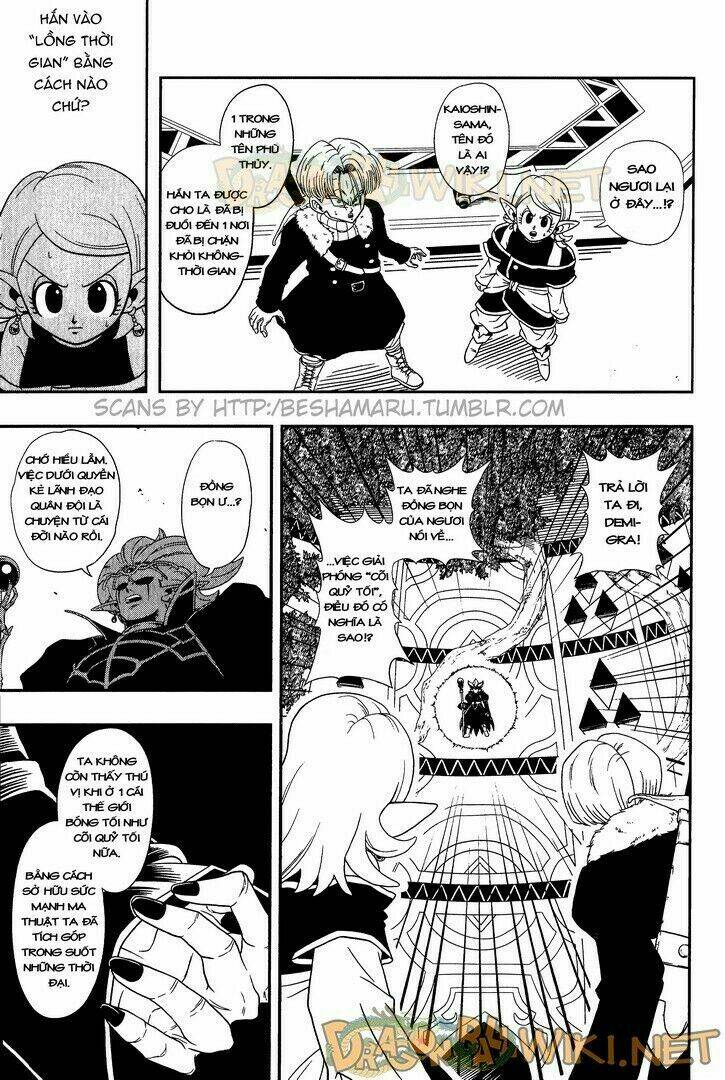 SAO
NGƯƠI LẠI
Ở ĐÂY...!?
KAIOSHIN-
SAMA,
TÊN ĐÓ
LÀ AI
VẬY!?
1 TRONG
NHỮNG
TÊN PHÙ
THỦY.
HẮN TA ĐƯỢC
CHO LÀ ĐÃ BỊ
ĐUỔI ĐẾN 1 NƠI
ĐÃ BỊ CHẶN
KHỎI KHÔNG-
THỜI GIAN
HẮN VÀO
“LỒNG THỜI
GIAN” BẰNG
CÁCH NÀO
CHỨ?
DRAGON BALL WIKI.NET
SCANS BY HTTP:/BESHAMARU.TUMBLR.COM
TRẢ LỜI
TA ĐI,
DEMI-
GRA!
TA ĐÃ NGHE
ĐỒNG BỌN
CỦA NGƯƠI
NÓI VỀ...
...VIỆC GIẢI
PHÓNG “CÕI
QUỶ TỐI”,
ĐIỀU ĐÓ CÓ
NGHĨA LÀ
SAO!?
ĐỒNG
BỌN Ư...?
CHỚ HIỂU LẦM.
VIỆC DƯỚI QUYỀN
KẺ LÃNH ĐẠO
QUÂN ĐỘI LÀ
CHUYỆN TỪ CÁI
ĐỜI NÀO RỒI.
TA KHÔNG
CÒN THẤY THÚ
VỊ KHI Ở 1 CÁI
THẾ GIỚI
BÓNG TỐI NHƯ
CÕI QUỶ TỐI
NỮA.
BẰNG CÁCH
SỞ HỮU SỨC
MẠNH MA
THUẬT TA ĐÃ
TÍCH GÓP
TRONG SUỐT
NHỮNG THỜI
ĐẠI.
DRAGON BALL WIKI.NET